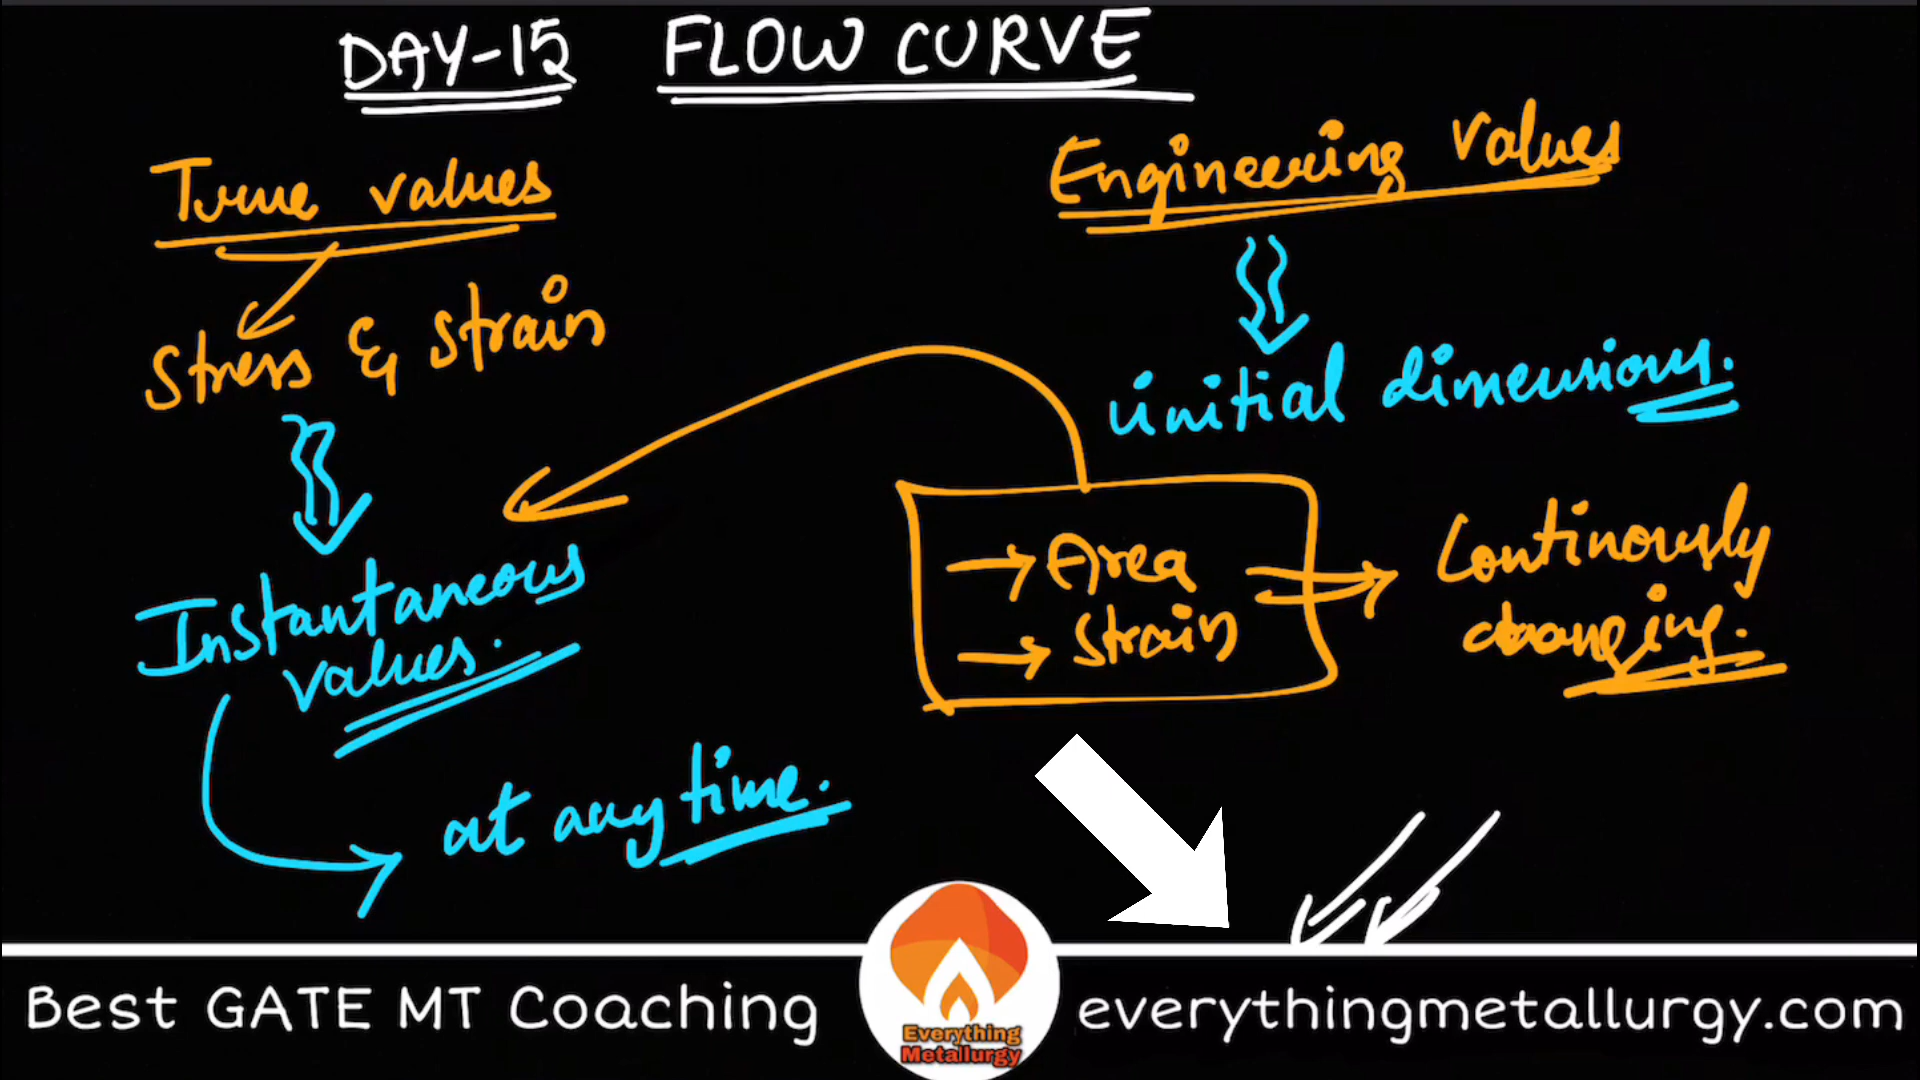 DAY-15 FLOW CURVE
True values
Engineering values
Stress & strain
initial dimensions.
Instantaneous
values.
→ Area
→ Strain
Continously
changing.
at any time.
Best GATE MT Coaching
Everything
Metallurgy
everythingmetallurgy.com